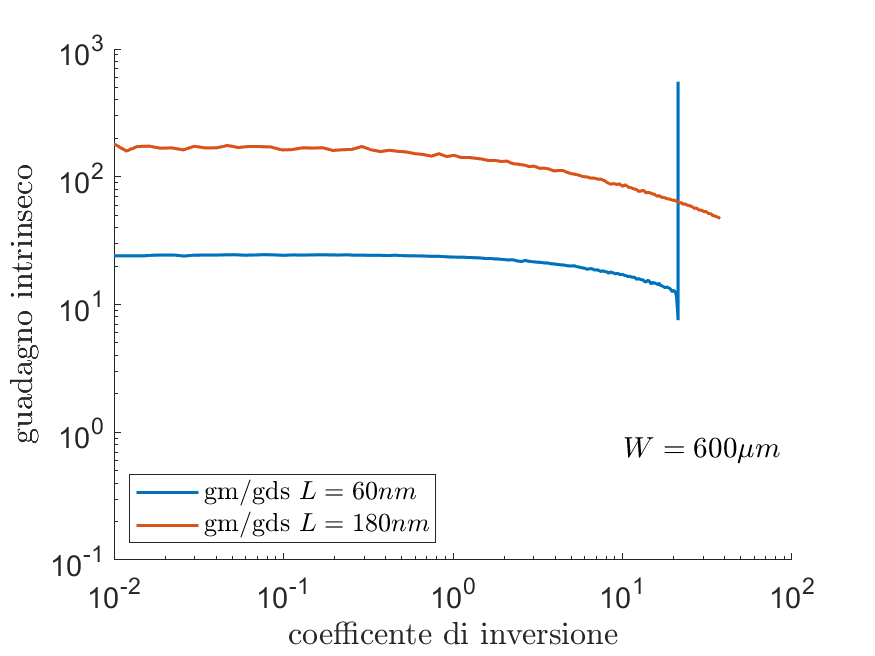 10^3
10^2
10^1
10^0
10^-1
guadagno intrinseco
W = 600μm
gm/gds L = 60nm
gm/gds L = 180nm
10^-2 10^-1 10^0 10^1 10^2
coefficente di inversione